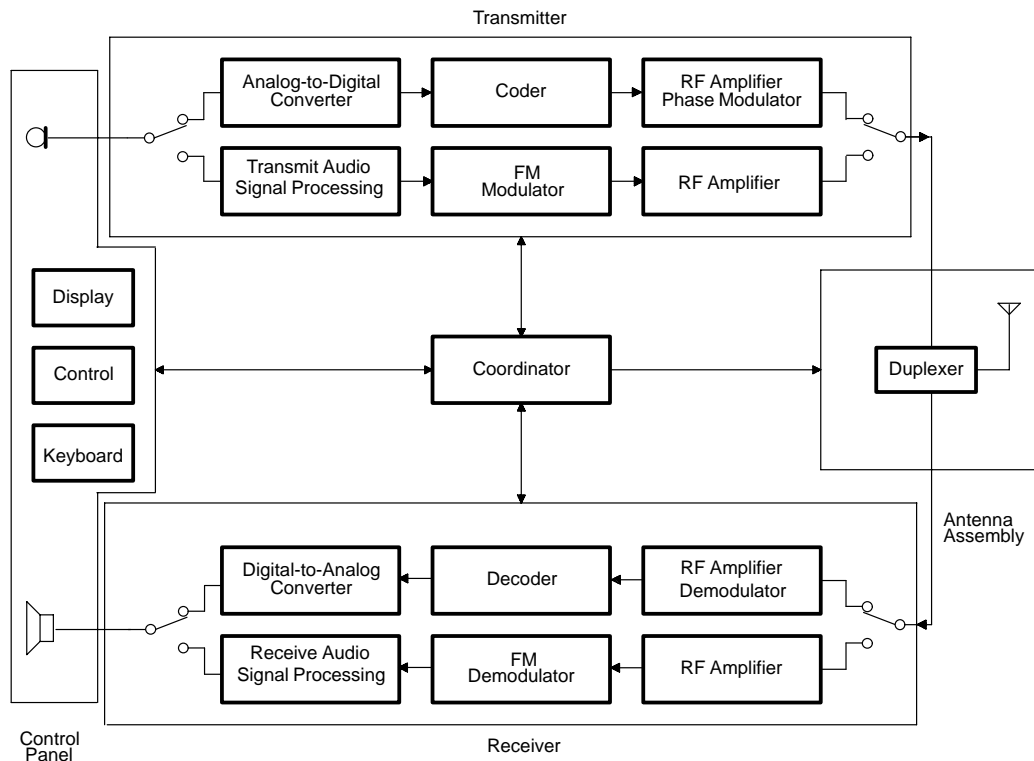 Transmitter
Analog-to-Digital
Converter
Coder
RF Amplifier
Phase Modulator
Transmit Audio
Signal Processing
FM
Modulator
RF Amplifier
Display
Control
Keyboard
Coordinator
Duplexer
Antenna
Assembly
Digital-to-Analog
Converter
Decoder
RF Amplifier
Demodulator
Receive Audio
Signal Processing
FM
Demodulator
RF Amplifier
Control
Panel
Receiver